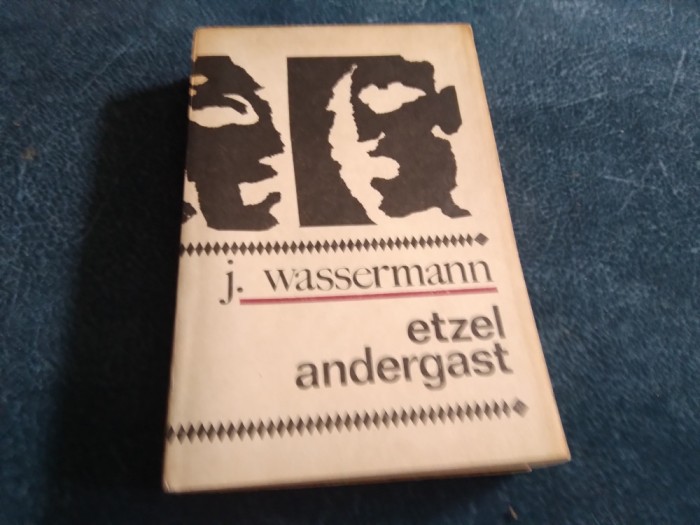 j. wassermann
etzel
andergast